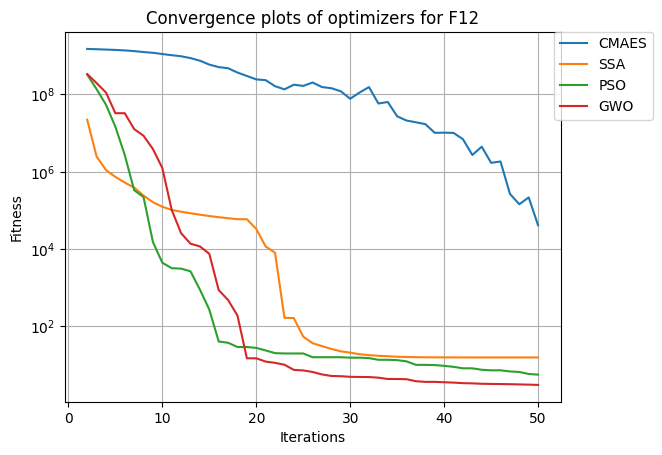 Convergence plots of optimizers for F12
CMAES
SSA
PSO
GWO
Fitness
10^8
10^6
10^4
10^2
0 10 20 30 40 50
Iterations